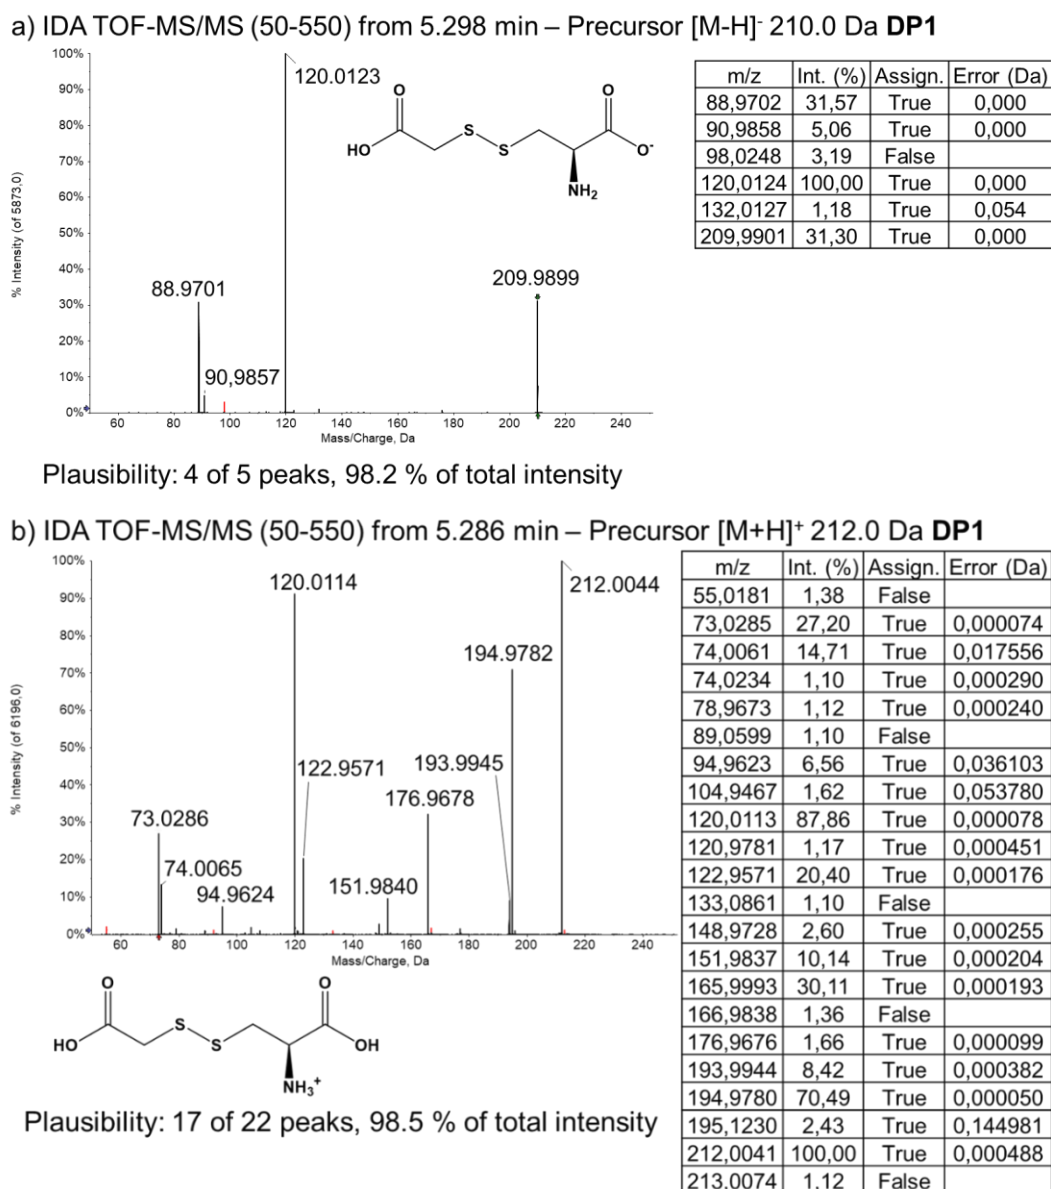 a) IDA TOF-MS/MS (50-550) from 5.298 min – Precursor [M-H]⁻ 210.0 Da DP1
% Intensity (of 5873,0)
100%
90%
80%
70%
60%
50%
40%
30%
20%
10%
0%
120.0123
88.9701
90,9857
209.9899
O
O
S
S
HO
O⁻
NH₂
60 80 100 120 140 160 180 200 220 240
Mass/Charge, Da
m/z Int. (%) Assign. Error (Da)
88,9702 31,57 True 0,000
90,9858 5,06 True 0,000
98,0248 3,19 False
120,0124 100,00 True 0,000
132,0127 1,18 True 0,054
209,9901 31,30 True 0,000
Plausibility: 4 of 5 peaks, 98.2 % of total intensity
b) IDA TOF-MS/MS (50-550) from 5.286 min – Precursor [M+H]⁺ 212.0 Da DP1
% Intensity (of 6196,0)
100%
90%
80%
70%
60%
50%
40%
30%
20%
10%
0%
120.0114
212.0044
194.9782
122.9571
193.9945
176.9678
73.0286
74.0065
94.9624
151.9840
60 80 100 120 140 160 180 200 220 240
Mass/Charge, Da
O
O
S
S
HO
OH
NH₃⁺
Plausibility: 17 of 22 peaks, 98.5 % of total intensity
m/z Int. (%) Assign. Error (Da)
55,0181 1,38 False
73,0285 27,20 True 0,000074
74,0061 14,71 True 0,017556
74,0234 1,10 True 0,000290
78,9673 1,12 True 0,000240
89,0599 1,10 False
94,9623 6,56 True 0,036103
104,9467 1,62 True 0,053780
120,0113 87,86 True 0,000078
120,9781 1,17 True 0,000451
122,9571 20,40 True 0,000176
133,0861 1,10 False
148,9728 2,60 True 0,000255
151,9837 10,14 True 0,000204
165,9993 30,11 True 0,000193
166,9838 1,36 False
176,9676 1,66 True 0,000099
193,9944 8,42 True 0,000382
194,9780 70,49 True 0,000050
195,1230 2,43 True 0,144981
212,0041 100,00 True 0,000488
213,0074 1,12 False